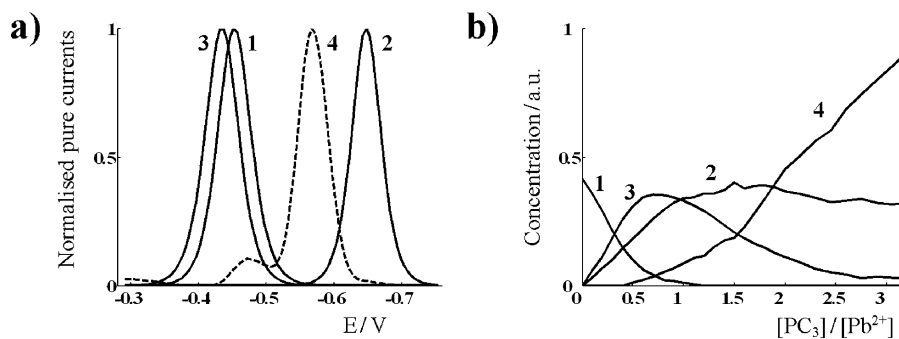 a)
Normalised pure currents
1
0.5
0
3 1 4 2
-0.3 -0.4 -0.5 -0.6 -0.7
E/V
b)
Concentration/a.u.
1
0.5
0
1 3 2 4
0 0.5 1 1.5 2 2.5 3
[PC3]/[Pb2+]